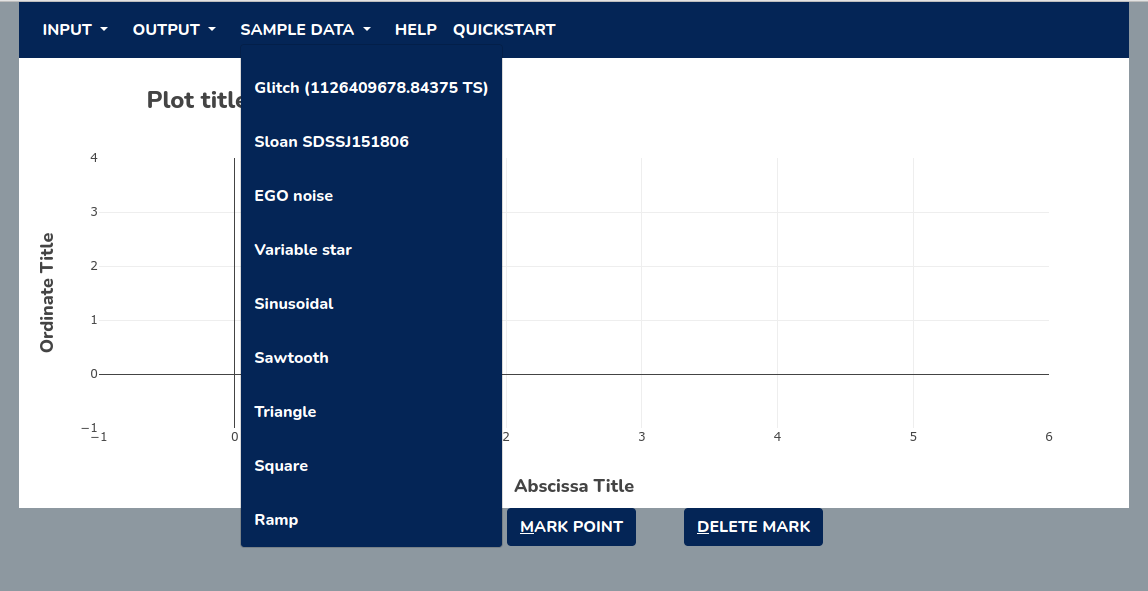 INPUT OUTPUT SAMPLE DATA HELP QUICKSTART
Glitch (1126409678.84375 TS)
Plot title
Sloan SDSSJ151806
EGO noise
Variable star
Sinusoidal
Sawtooth
Triangle
Square
Ramp
4
3
2
1
0
−1
Ordinate Title
−1 0 2 3 4 5 6
Abscissa Title
MARK POINT DELETE MARK